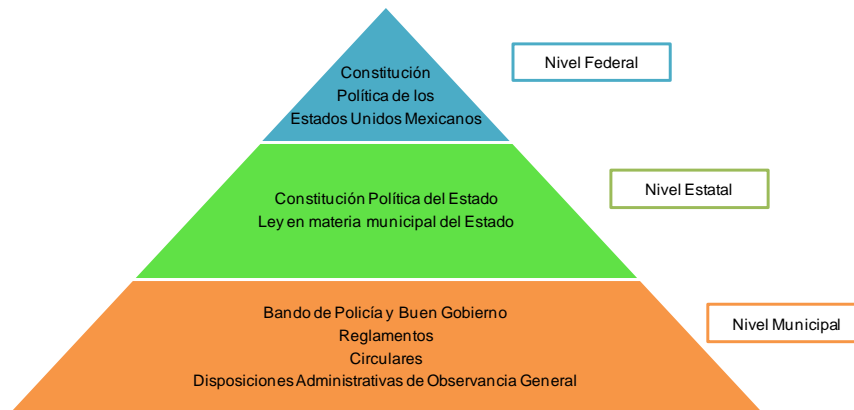 Constitución
Política de los
Estados Unidos Mexicanos
Nivel Federal
Constitución Política del Estado
Ley en materia municipal del Estado
Nivel Estatal
Bando de Policía y Buen Gobierno
Reglamentos
Circulares
Disposiciones Administrativas de Observancia General
Nivel Municipal